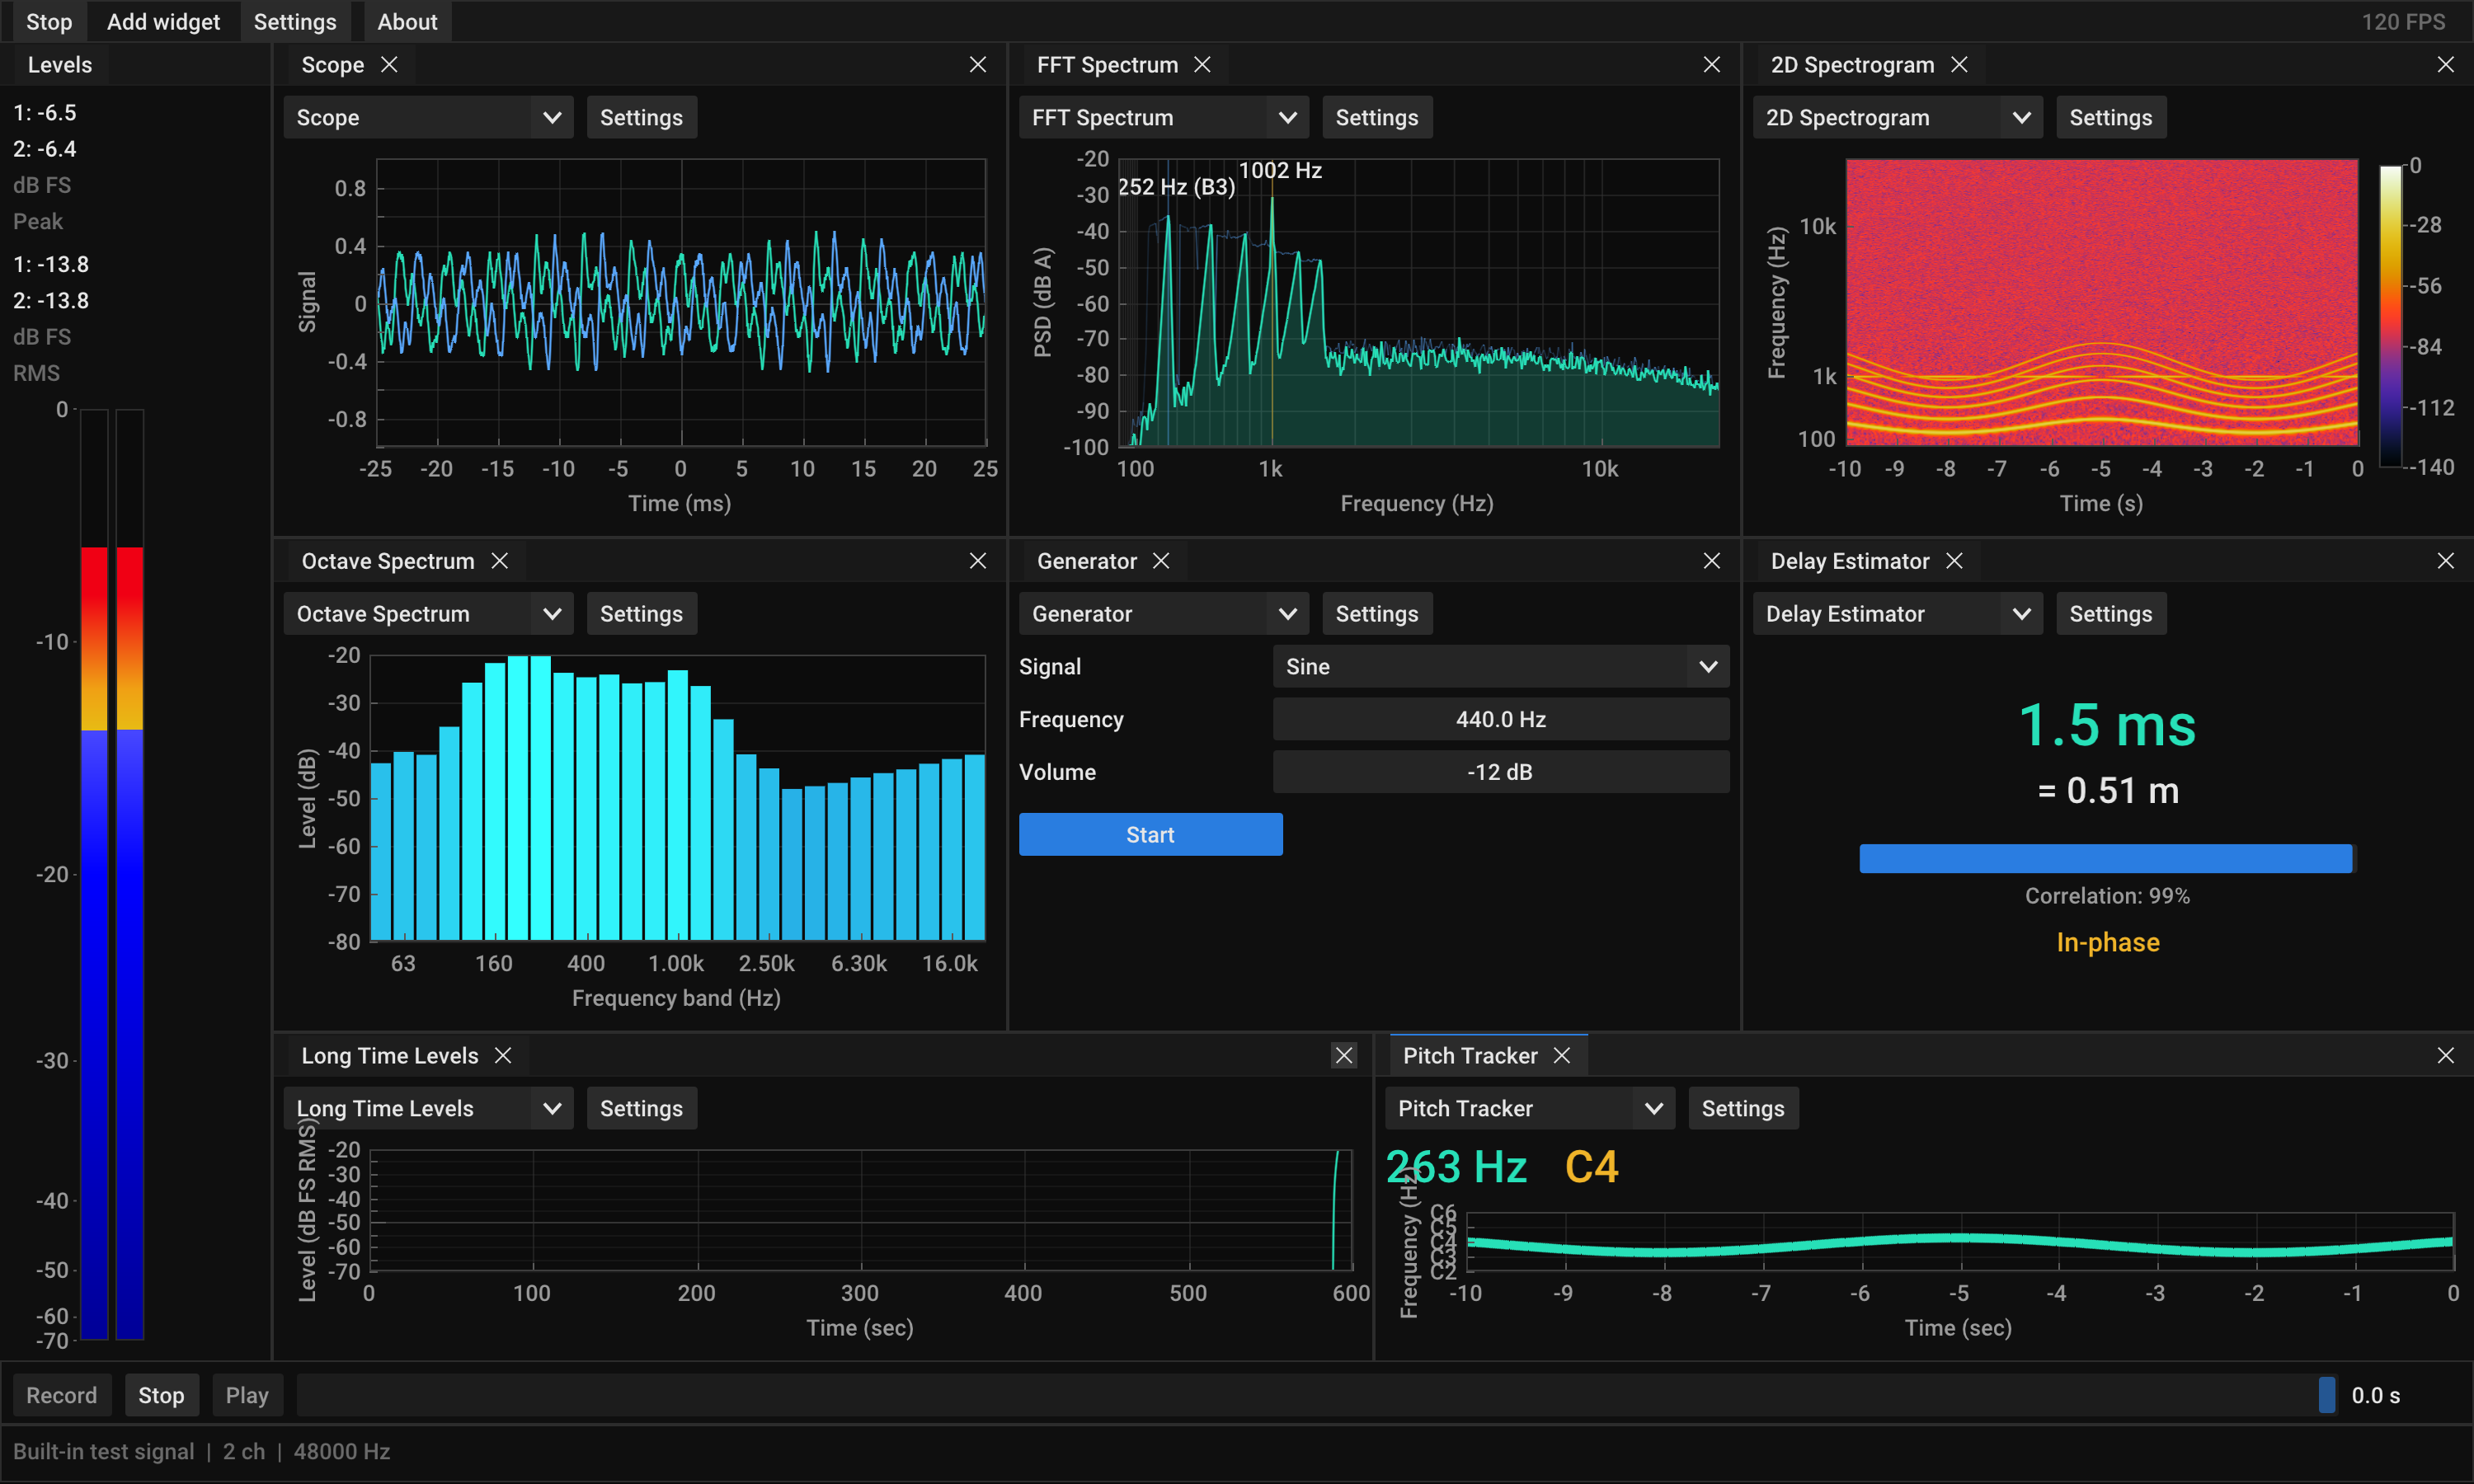 Stop Add widget Settings About 120 FPS
Levels
1: -6.5
2: -6.4
dB FS
Peak
1: -13.8
2: -13.8
dB FS
RMS
0
-10
-20
-30
-40
-50
-60
-70
Scope
Scope Settings
Signal
0.8
0.4
0
-0.4
-0.8
-25 -20 -15 -10 -5 0 5 10 15 20 25
Time (ms)
FFT Spectrum
FFT Spectrum Settings
1002 Hz
252 Hz (B3)
PSD (dB A)
-20
-30
-40
-50
-60
-70
-80
-90
-100
100 1k 10k
Frequency (Hz)
2D Spectrogram
2D Spectrogram Settings
Frequency (Hz)
10k
1k
100
-10 -9 -8 -7 -6 -5 -4 -3 -2 -1 0
Time (s)
0
-28
-56
-84
-112
-140
Octave Spectrum
Octave Spectrum Settings
Level (dB)
-20
-30
-40
-50
-60
-70
-80
63 160 400 1.00k 2.50k 6.30k 16.0k
Frequency band (Hz)
Generator
Generator Settings
Signal Sine
Frequency 440.0 Hz
Volume -12 dB
Start
Delay Estimator
Delay Estimator Settings
1.5 ms
= 0.51 m
Correlation: 99%
In-phase
Long Time Levels
Long Time Levels Settings
Level (dB FS RMS)
-20
-30
-40
-50
-60
-70
0 100 200 300 400 500 600
Time (sec)
Pitch Tracker
Pitch Tracker Settings
263 Hz C4
Frequency (Hz)
C6
C5
C4
C3
C2
-10 -9 -8 -7 -6 -5 -4 -3 -2 -1 0
Time (sec)
Record Stop Play 0.0 s
Built-in test signal | 2 ch | 48000 Hz